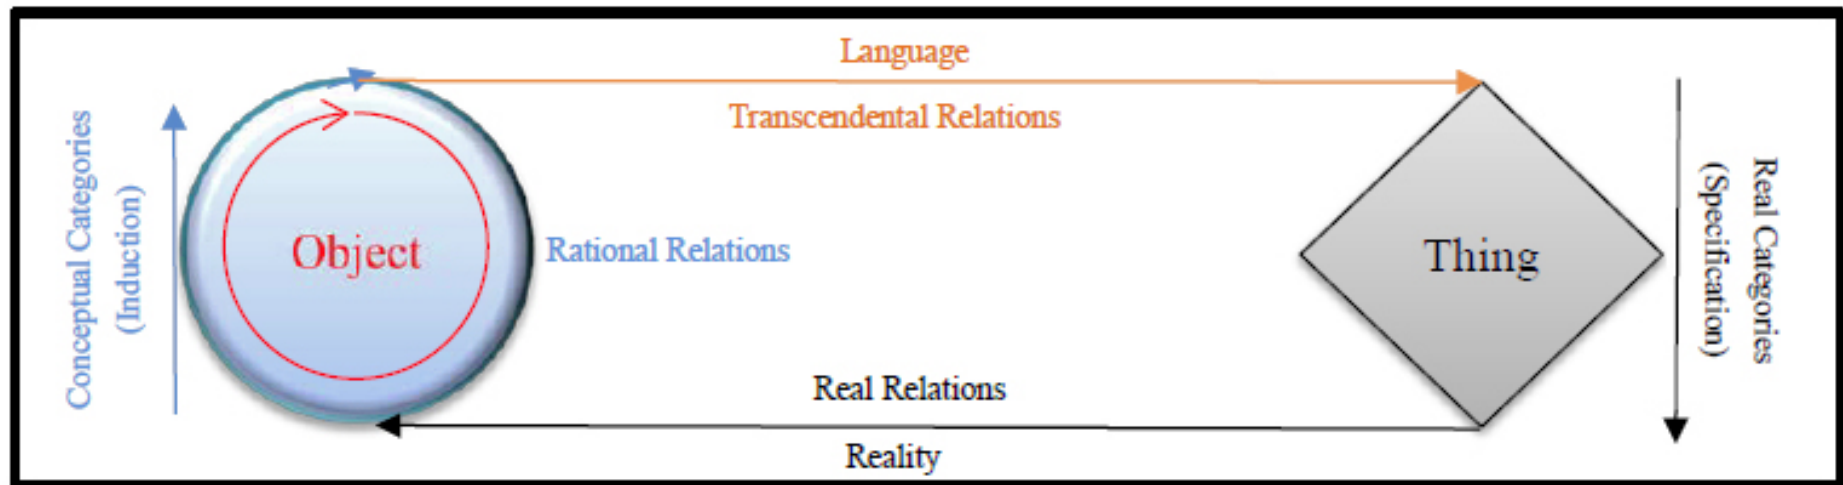 Language
Transcendental Relations
Conceptual Categories
(Induction)
Object
Rational Relations
Thing
Real Categories
(Specification)
Real Relations
Reality